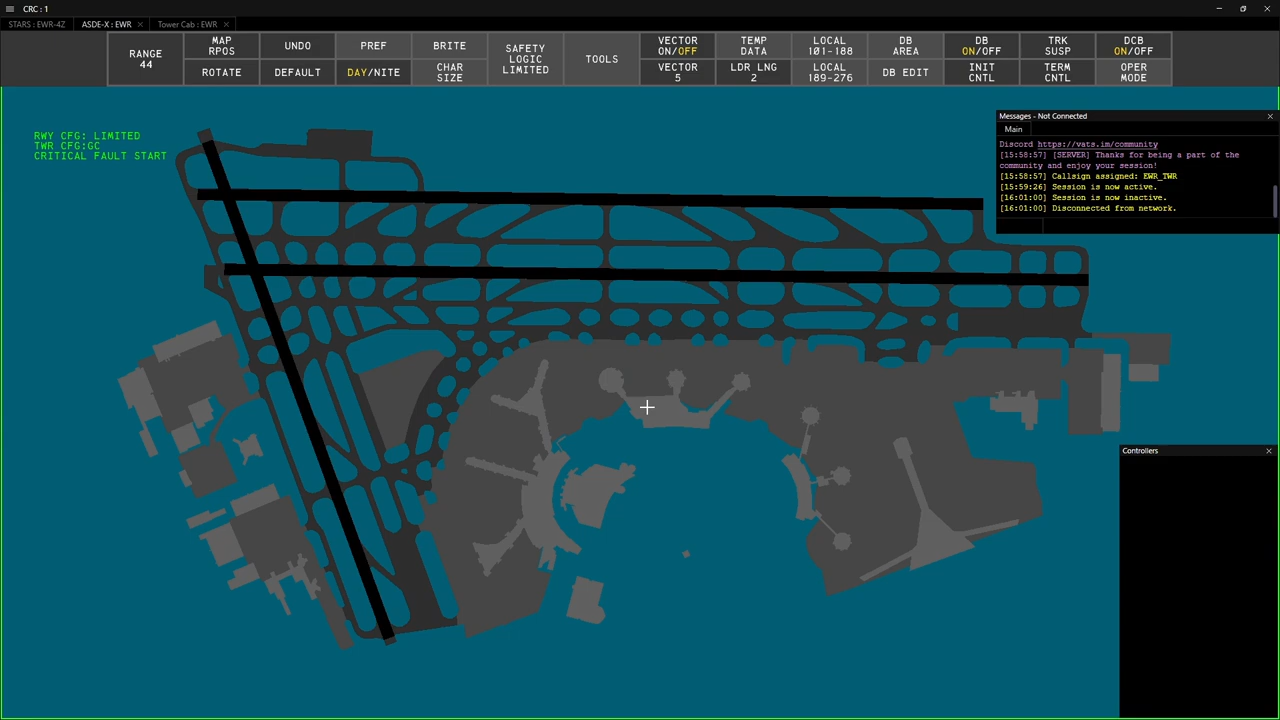 CRC : 1
STARS : EWR-4Z
ASDE-X : EWR
Tower Cab : EWR
RANGE
44
MAP
RPOS
UNDO
PREF
BRITE
SAFETY
LOGIC
LIMITED
TOOLS
VECTOR
ON/OFF
TEMP
DATA
LOCAL
101-188
DB
AREA
DB
ON/OFF
TRK
SUSP
DCB
ON/OFF
ROTATE
DEFAULT
DAY/NITE
CHAR
SIZE
VECTOR
5
LDR LNG
2
LOCAL
189-276
DB EDIT
INIT
CNTL
TERM
CNTL
OPER
MODE
RWY CFG: LIMITED
TWR CFG:GC
CRITICAL FAULT START
Messages - Not Connected
Main
Discord https://vats.im/community
[15:58:57] [SERVER] Thanks for being a part of the
community and enjoy your session!
[15:58:57] Callsign assigned: EWR_TWR
[15:59:26] Session is now active.
[16:01:00] Session is now inactive.
[16:01:00] Disconnected from network.
Controllers